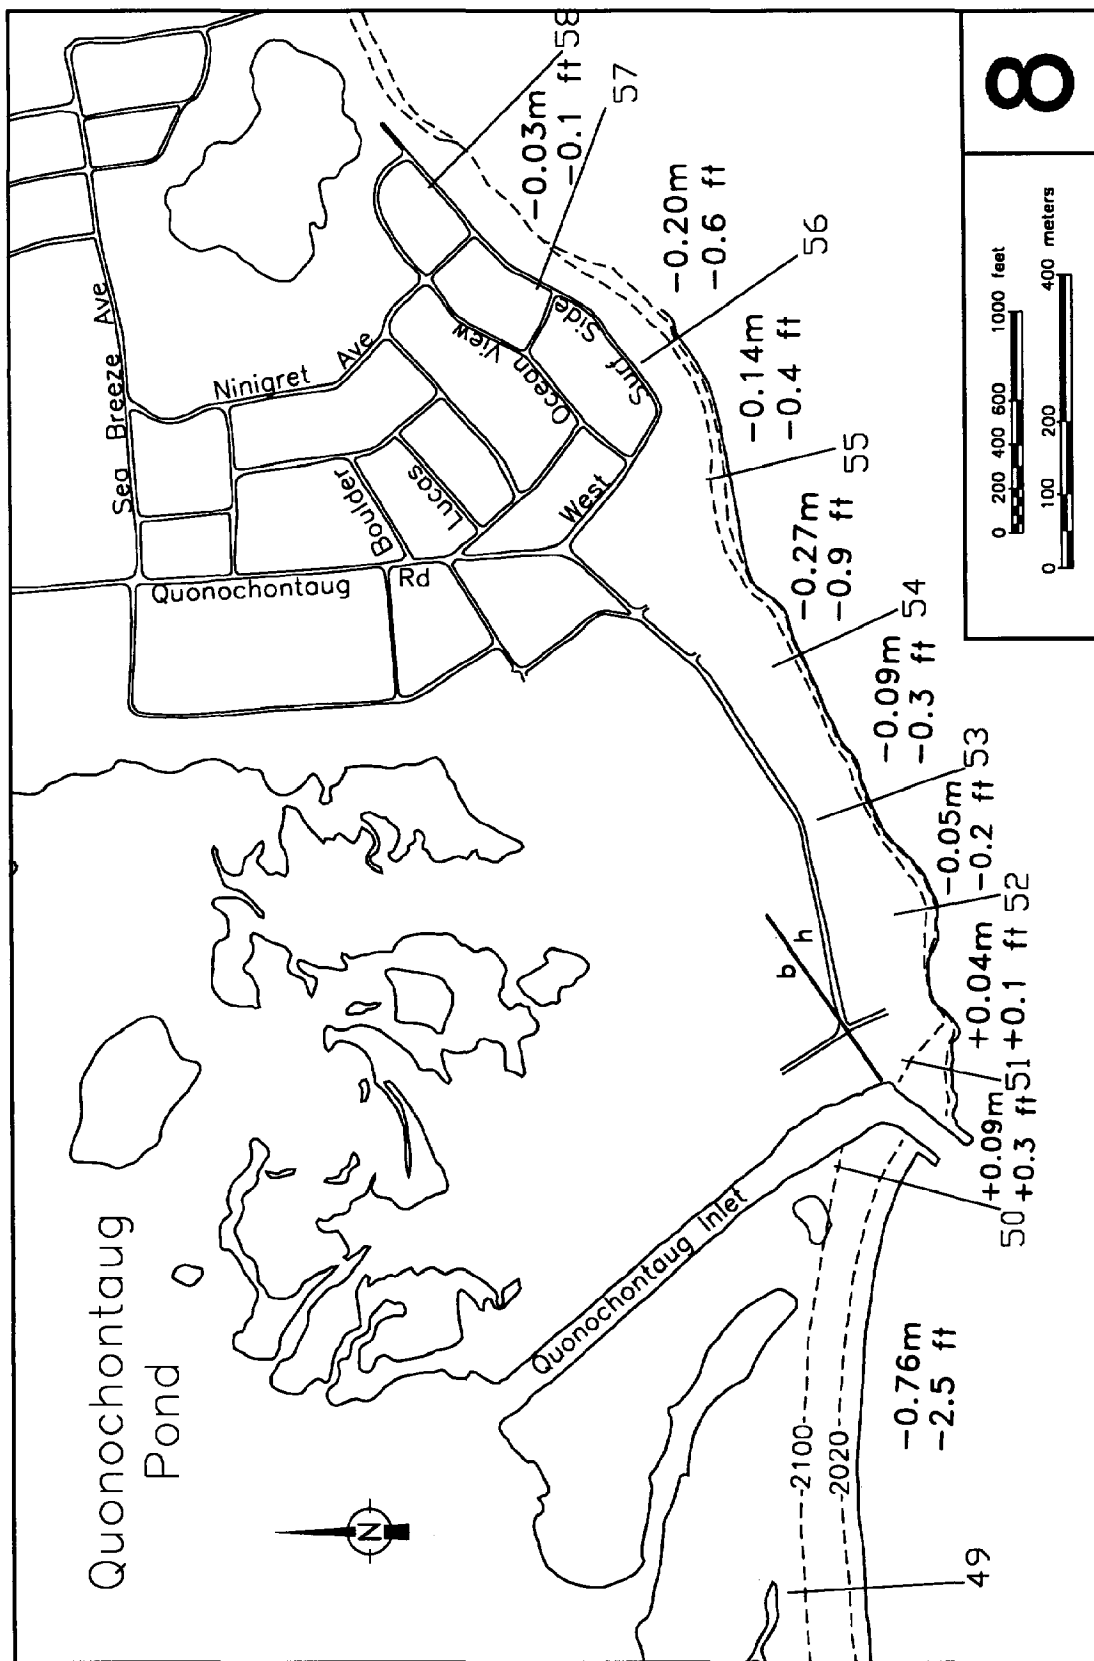 Quonochontaug
Pond
N
Sea Breeze Ave
Ninigret Ave
Quonochontaug Rd
Boulder
Lucas
Ocean View
Surf Side
West
Quonochontaug Inlet
b h
-2100-
-2020-
49
-0.76m
-2.5 ft
50
+0.09m
+0.3 ft
51
+0.04m
+0.1 ft
52
-0.05m
-0.2 ft
53
-0.09m
-0.3 ft
54
-0.27m
-0.9 ft
55
-0.14m
-0.4 ft
56
-0.20m
-0.6 ft
57
-0.03m
-0.1 ft
58
0 200 400 600 1000 feet
0 100 200 400 meters
8